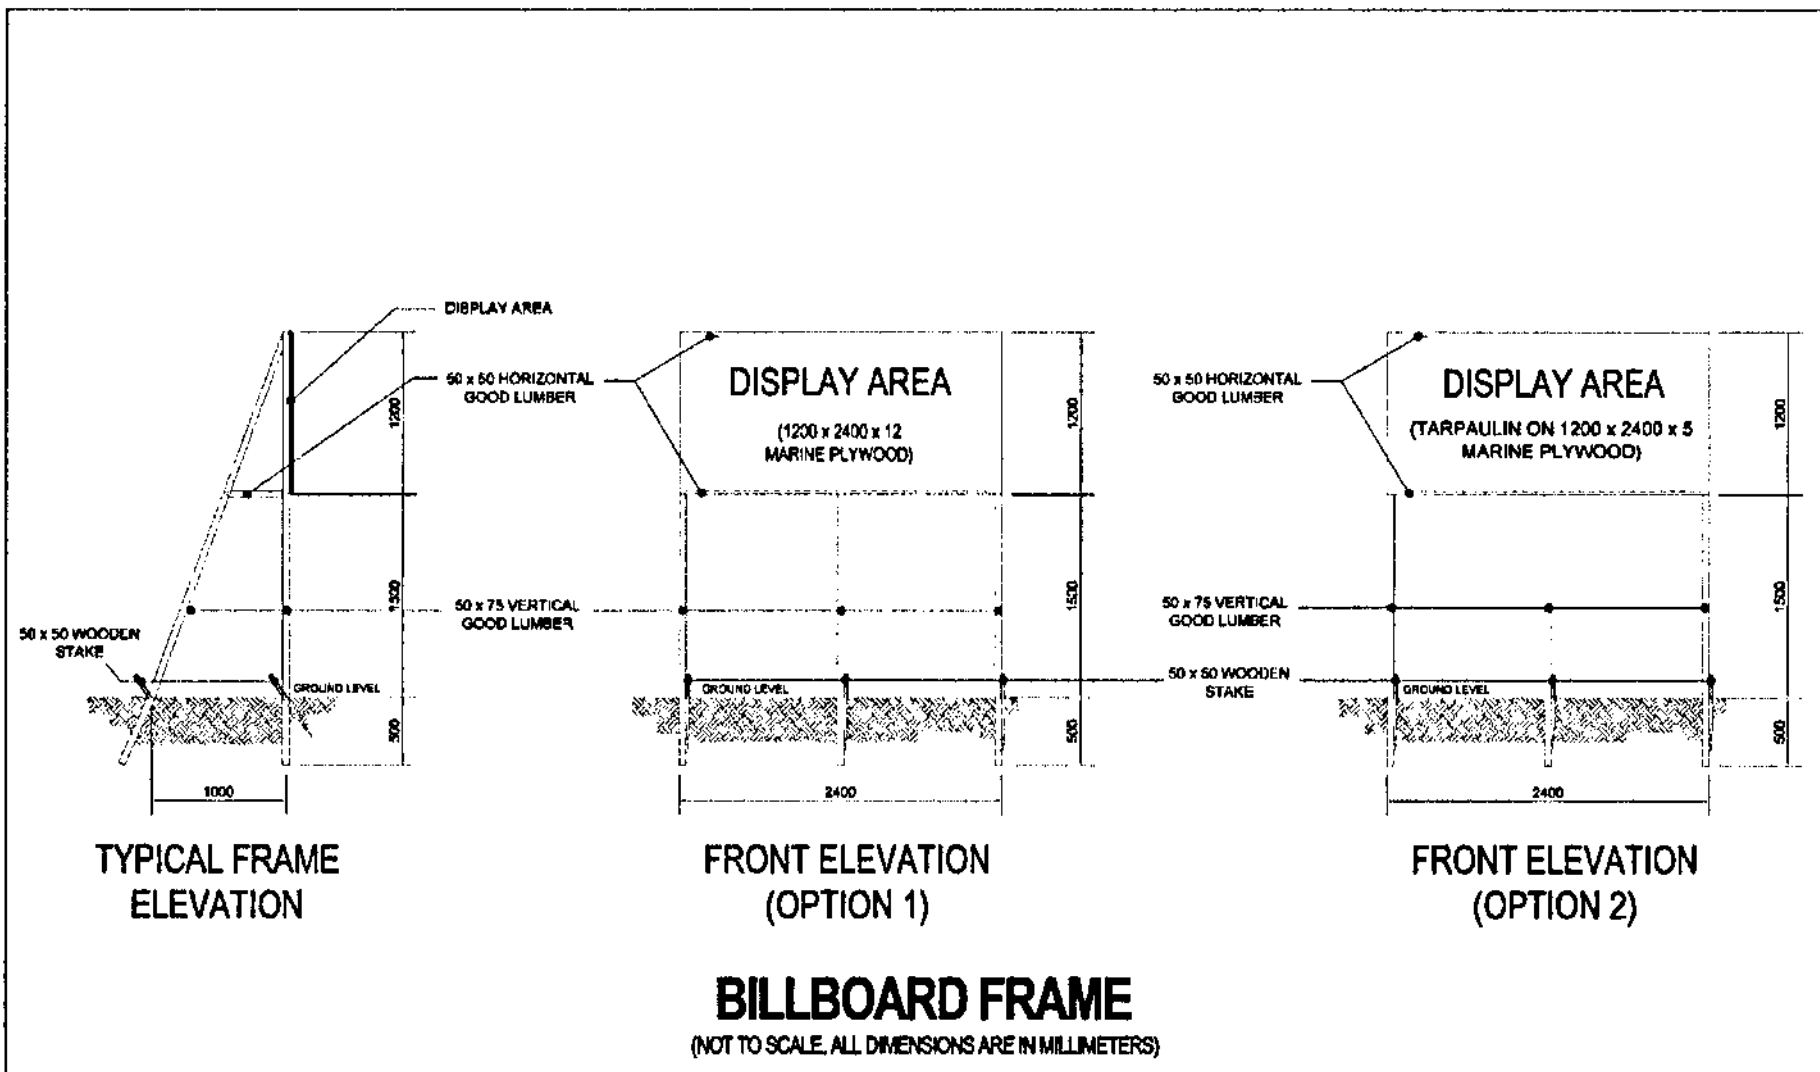 DISPLAY AREA
50 x 50 HORIZONTAL
GOOD LUMBER
1200
1500
50 x 75 VERTICAL
GOOD LUMBER
50 x 50 WOODEN
STAKE
GROUND LEVEL
500
1000
TYPICAL FRAME
ELEVATION
DISPLAY AREA
(1200 x 2400 x 12
MARINE PLYWOOD)
1200
1500
GROUND LEVEL
500
2400
FRONT ELEVATION
(OPTION 1)
50 x 50 HORIZONTAL
GOOD LUMBER
DISPLAY AREA
(TARPAULIN ON 1200 x 2400 x 5
MARINE PLYWOOD)
1200
50 x 75 VERTICAL
GOOD LUMBER
1500
50 x 50 WOODEN
STAKE
GROUND LEVEL
500
2400
FRONT ELEVATION
(OPTION 2)
BILLBOARD FRAME
(NOT TO SCALE, ALL DIMENSIONS ARE IN MILLIMETERS)